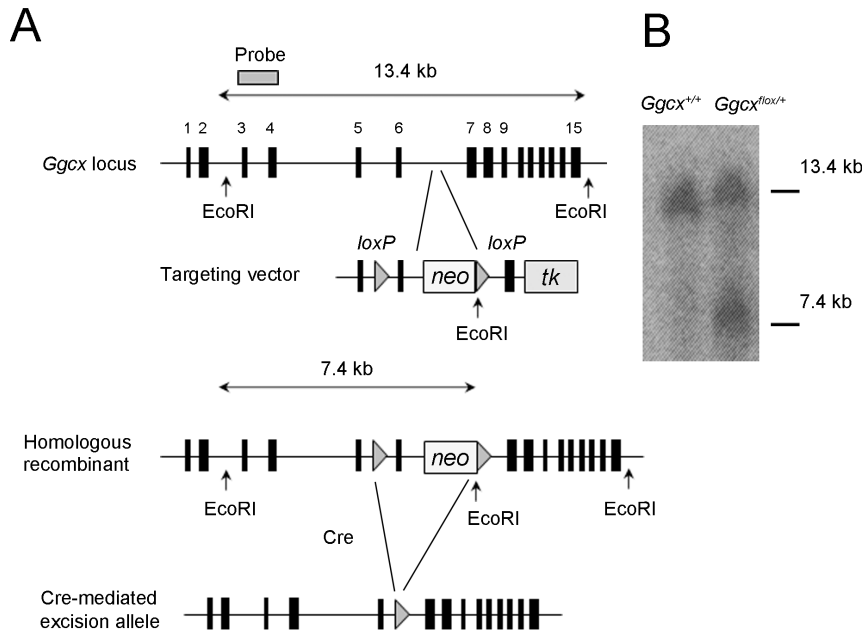 A
Probe
13.4 kb
1 2 3 4 5 6 7 8 9 15
Ggcx locus
EcoRI EcoRI
loxP loxP
Targeting vector
neo tk
EcoRI
7.4 kb
Homologous
recombinant
neo
EcoRI EcoRI EcoRI
Cre
Cre-mediated
excision allele
B
Ggcx+/+ Ggcxflox/+
13.4 kb
7.4 kb